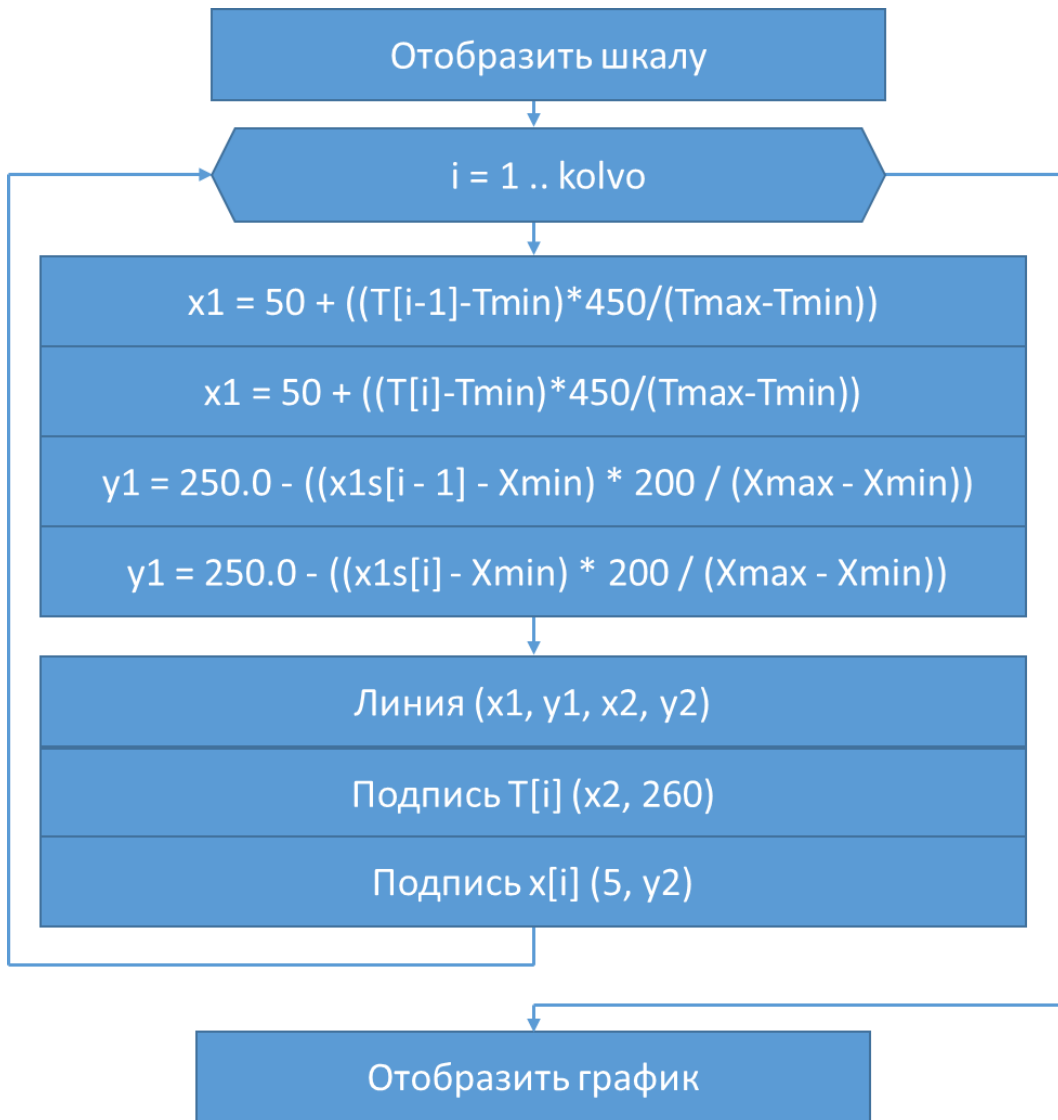 Отобразить шкалу
i = 1 .. kolvo
x1 = 50 + ((T[i-1]-Tmin)*450/(Tmax-Tmin))
x1 = 50 + ((T[i]-Tmin)*450/(Tmax-Tmin))
y1 = 250.0 - ((x1s[i - 1] - Xmin) * 200 / (Xmax - Xmin))
y1 = 250.0 - ((x1s[i] - Xmin) * 200 / (Xmax - Xmin))
Линия (x1, y1, x2, y2)
Подпись T[i] (x2, 260)
Подпись x[i] (5, y2)
Отобразить график